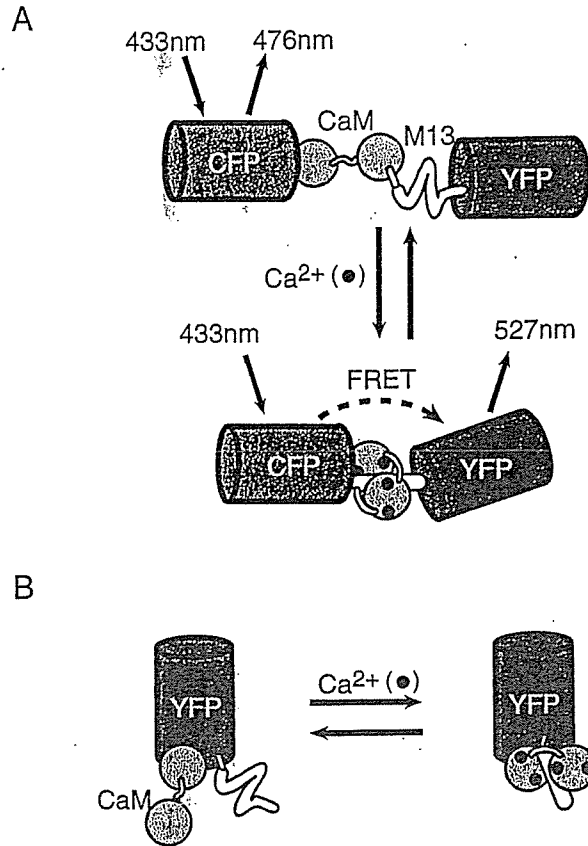 A
433nm 476nm
CaM
M13
CFP
YFP
Ca2+ (●)
433nm
527nm
FRET
CFP
YFP
B
YFP
Ca2+ (●)
YFP
CaM